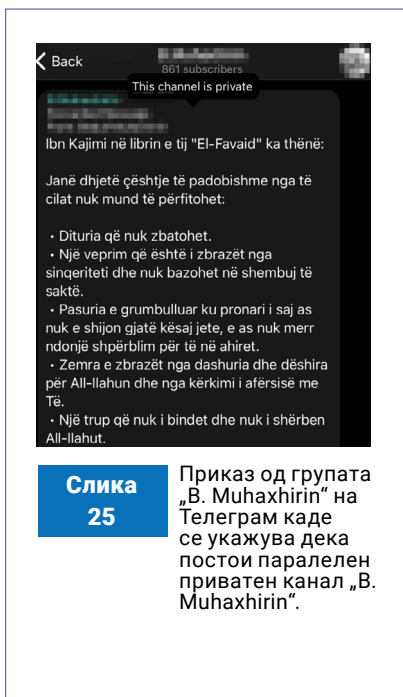 Back
861 subscribers
This channel is private
Ibn Kajimi në librin e tij "El-Favaid" ka thënë:
Janë dhjetë çështje të padobishme nga të
cilat nuk mund të përfitohet:
• Dituria që nuk zbatohet.
• Një veprim që është i zbrazët nga
sinqeriteti dhe nuk bazohet në shembuj të
saktë.
• Pasuria e grumbulluar ku pronari i saj as
nuk e shijon gjatë kësaj jete, e as nuk merr
ndonjë shpërblim për të në ahiret.
• Zemra e zbrazët nga dashuria dhe dëshira
për All-llahun dhe nga kërkimi i afërsisë me
Të.
• Një trup që nuk i bindet dhe nuk i shërben
All-llahut.
Слика
25
Приказ од групата
„B. Muhaxhirin“ на
Телеграм каде
се укажува дека
постои паралелен
приватен канал „B.
Muhaxhirin“.